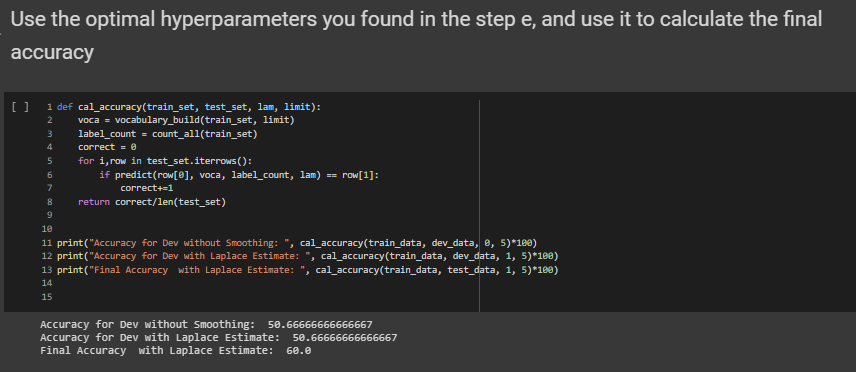 Use the optimal hyperparameters you found in the step e, and use it to calculate the final
accuracy
[ ]
1 def cal_accuracy(train_set, test_set, lam, limit):
2     voca = vocabulary_build(train_set, limit)
3     label_count = count_all(train_set)
4     correct = 0
5     for i,row in test_set.iterrows():
6         if predict(row[0], voca, label_count, lam) == row[1]:
7             correct+=1
8     return correct/len(test_set)
9
10
11 print("Accuracy for Dev without Smoothing: ", cal_accuracy(train_data, dev_data, 0, 5)*100)
12 print("Accuracy for Dev with Laplace Estimate: ", cal_accuracy(train_data, dev_data, 1, 5)*100)
13 print("Final Accuracy  with Laplace Estimate: ", cal_accuracy(train_data, test_data, 1, 5)*100)
14
15
Accuracy for Dev without Smoothing:  50.66666666666667
Accuracy for Dev with Laplace Estimate:  50.66666666666667
Final Accuracy  with Laplace Estimate:  60.0